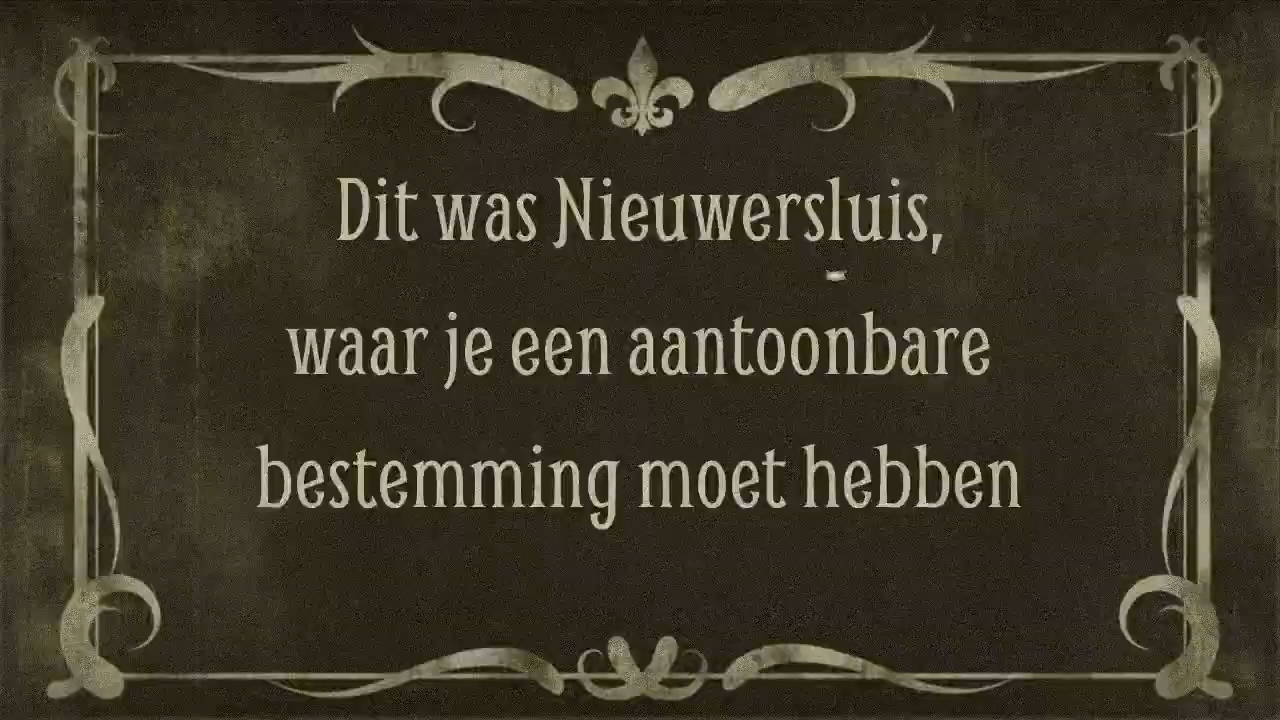 Dit was Nieuwersluis,
waar je een aantoonbare
bestemming moet hebben